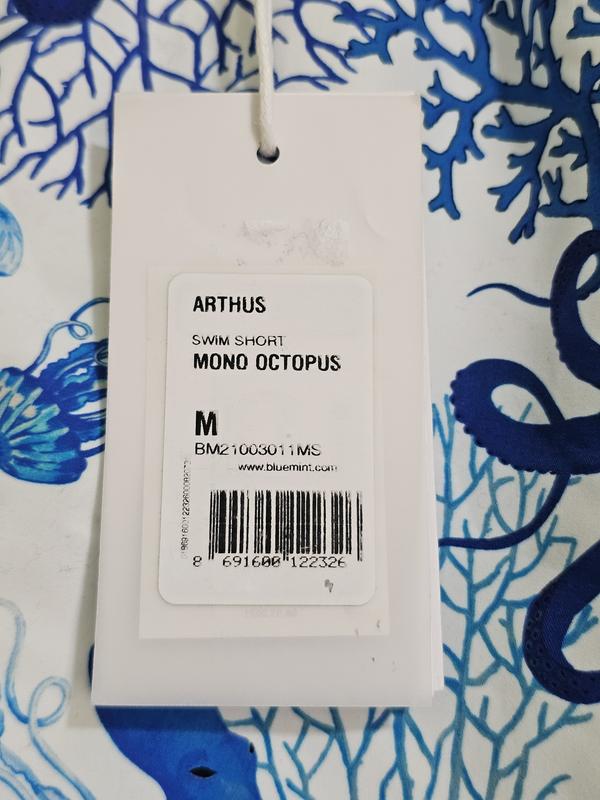 ARTHUS
SWIM SHORT
MONO OCTOPUS
M
BM21003011MS
www.bluemint.com
8 691600 122326